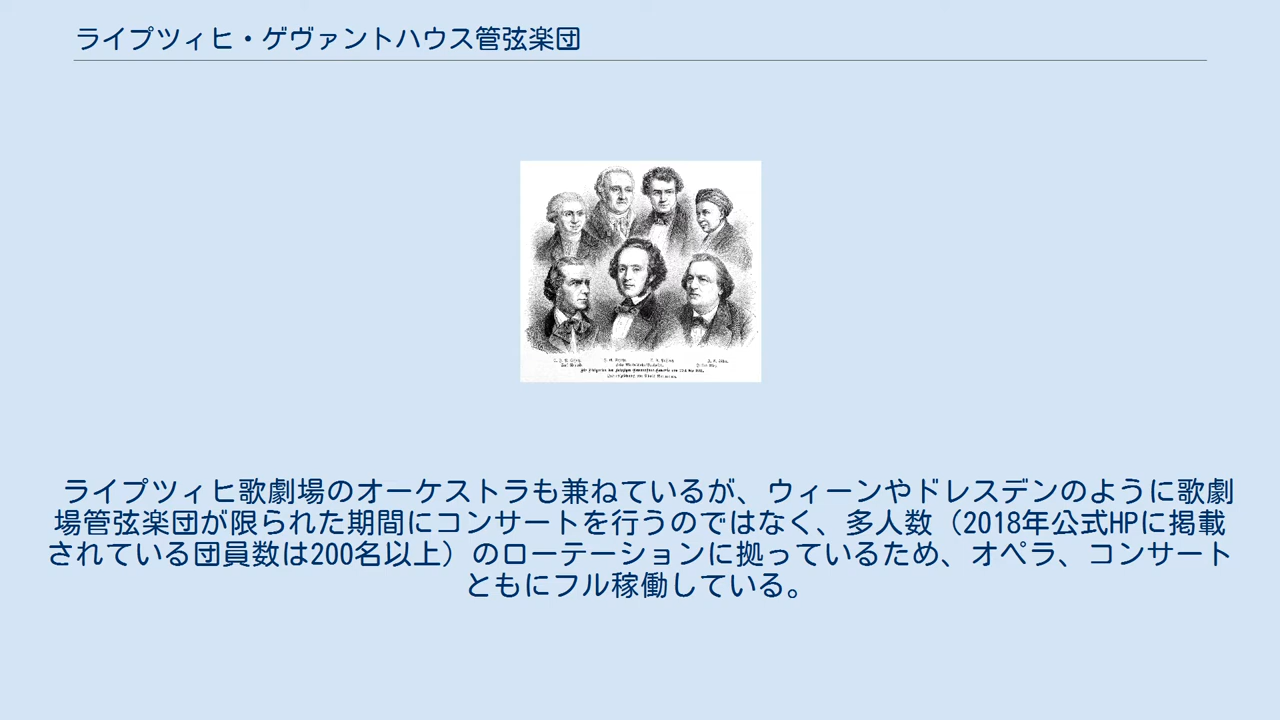 ライプツィヒ・ゲヴァントハウス管弦楽団
ライプツィヒ歌劇場のオーケストラも兼ねているが、ウィーンやドレスデンのように歌劇
場管弦楽団が限られた期間にコンサートを行うのではなく、多人数（2018年公式HPに掲載
されている団員数は200名以上）のローテーションに拠っているため、オペラ、コンサート
ともにフル稼働している。